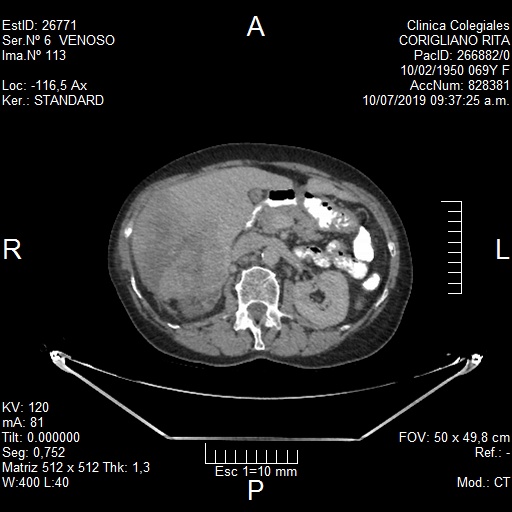 EstID: 26771
Ser.Nº 6 VENOSO
Ima.Nº 113
Loc: -116,5 Ax
Ker.: STANDARD
A
Clinica Colegiales
CORIGLIANO RITA
PacID: 266882/0
10/02/1950 069Y F
AccNum: 828381
10/07/2019 09:37:25 a.m.
R
L
KV: 120
mA: 81
Tilt: 0.000000
Seg: 0,752
Matriz 512 x 512 Thk: 1,3
W:400 L:40
Esc 1=10 mm
P
FOV: 50 x 49,8 cm
Ref.: -
Mod.: CT